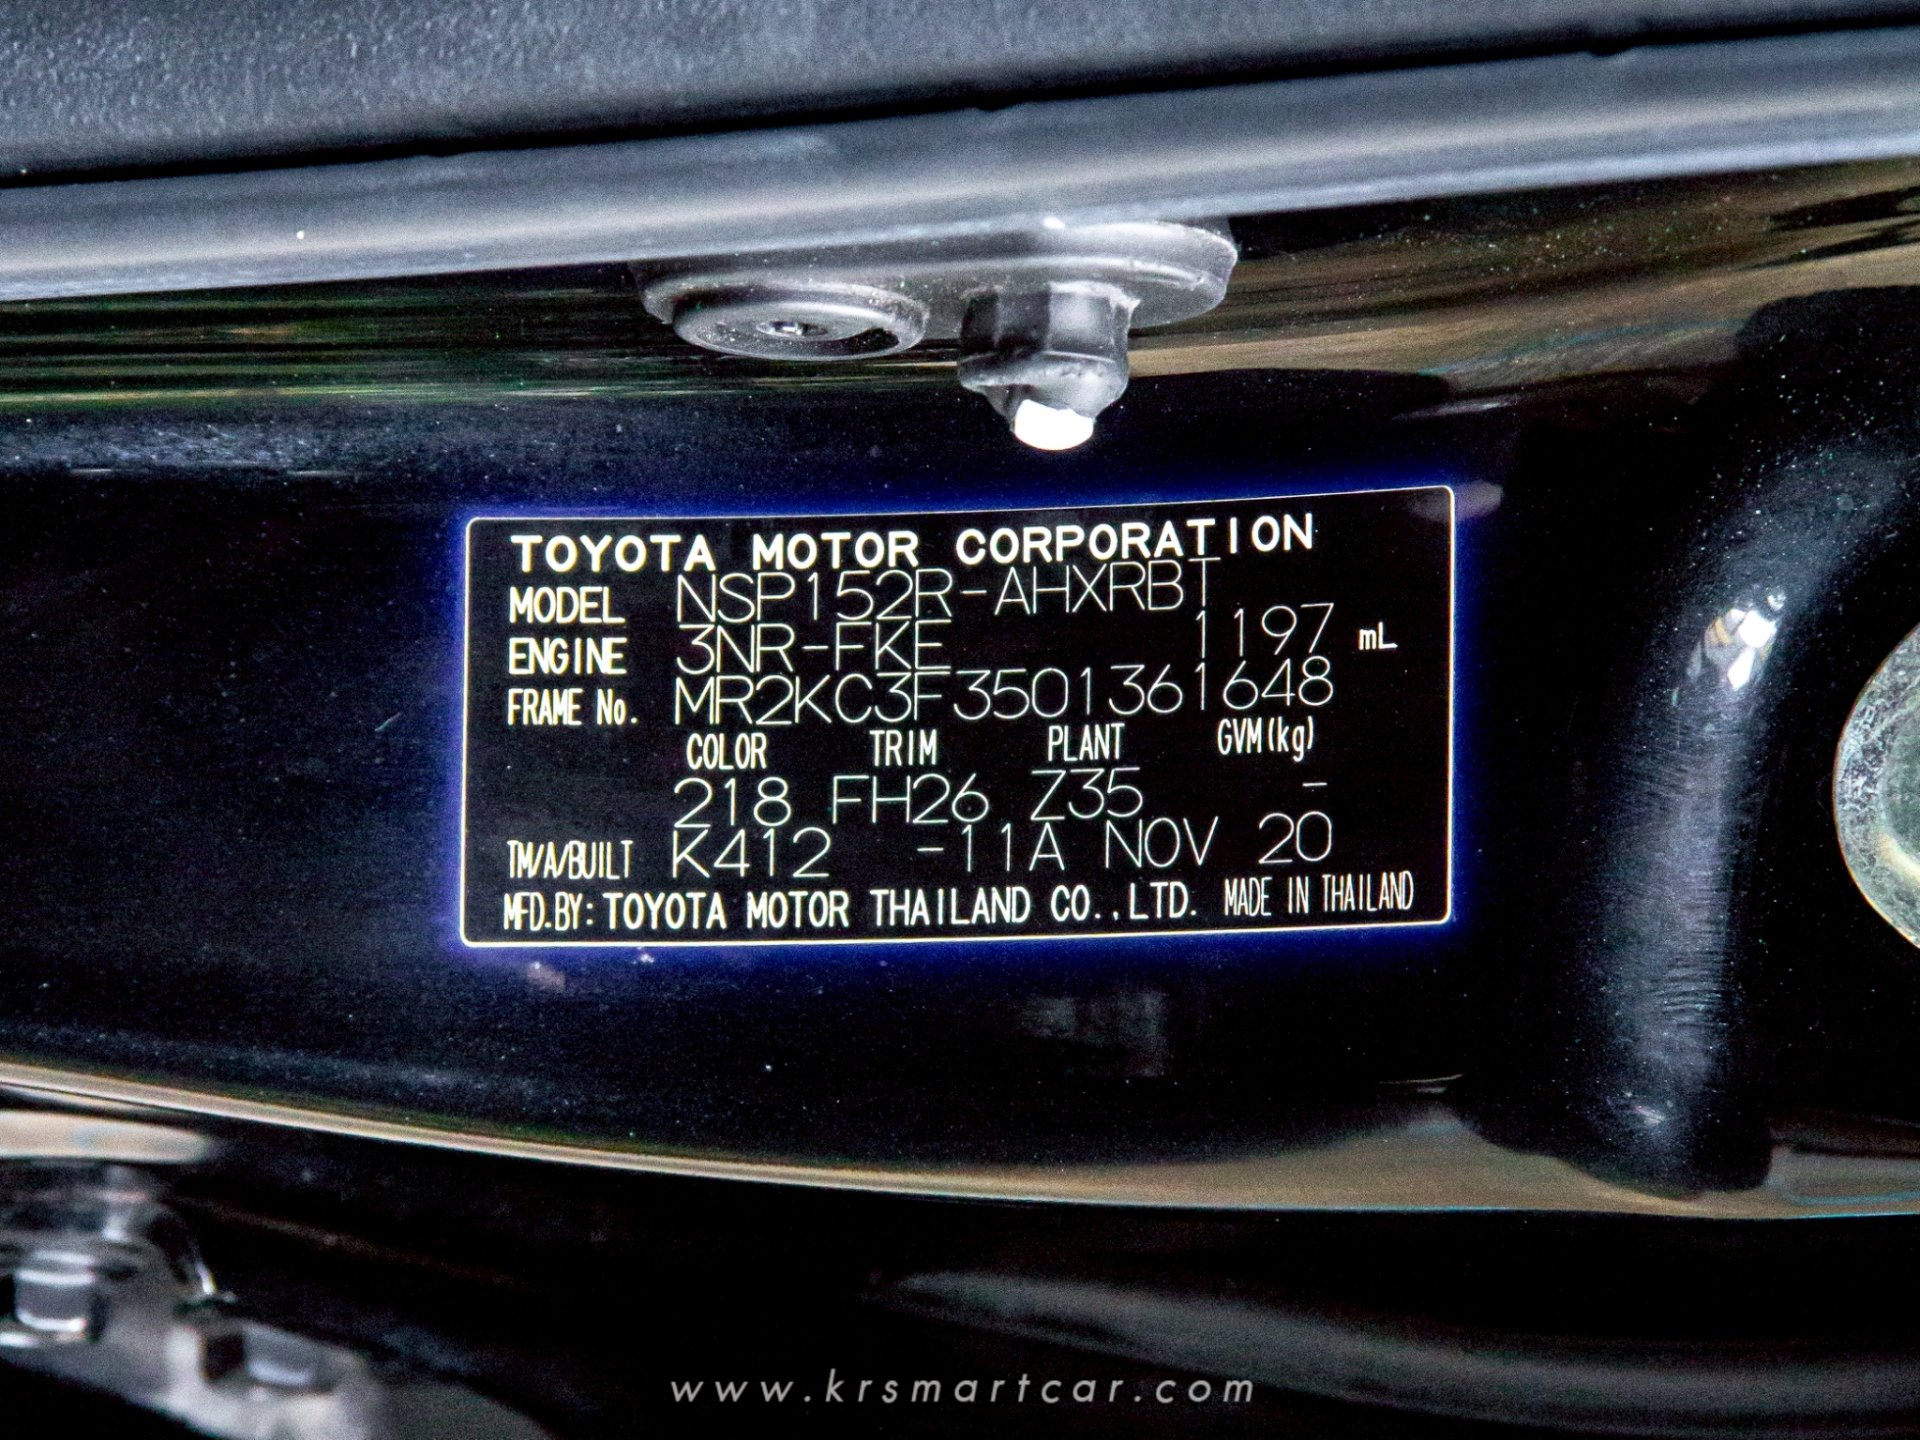 TOYOTA MOTOR CORPORATION
MODEL NSP152R-AHXRBT
ENGINE 3NR-FKE 1197 mL
FRAME No. MR2KC3F3501361648
COLOR TRIM PLANT GVM(kg)
218 FH26 Z35 -
TM/A/BUILT K412 -11A NOV 20
MFD.BY: TOYOTA MOTOR THAILAND CO.,LTD. MADE IN THAILAND
www.krsmartcar.com